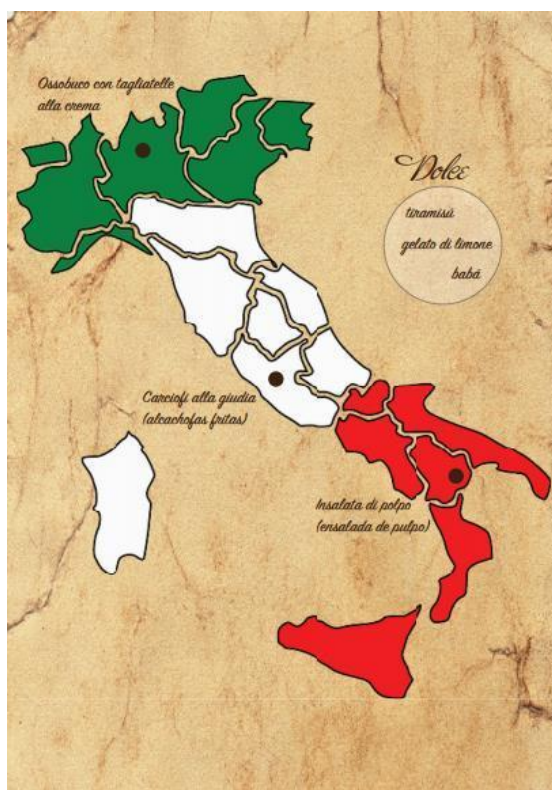 Ossobuco con tagliatelle
alla crema
Dolce
tiramisù
gelato di limone
babá
Carciofi alla giudia
(alcachofas fritas)
Insalata di polpo
(ensalada de pulpo)